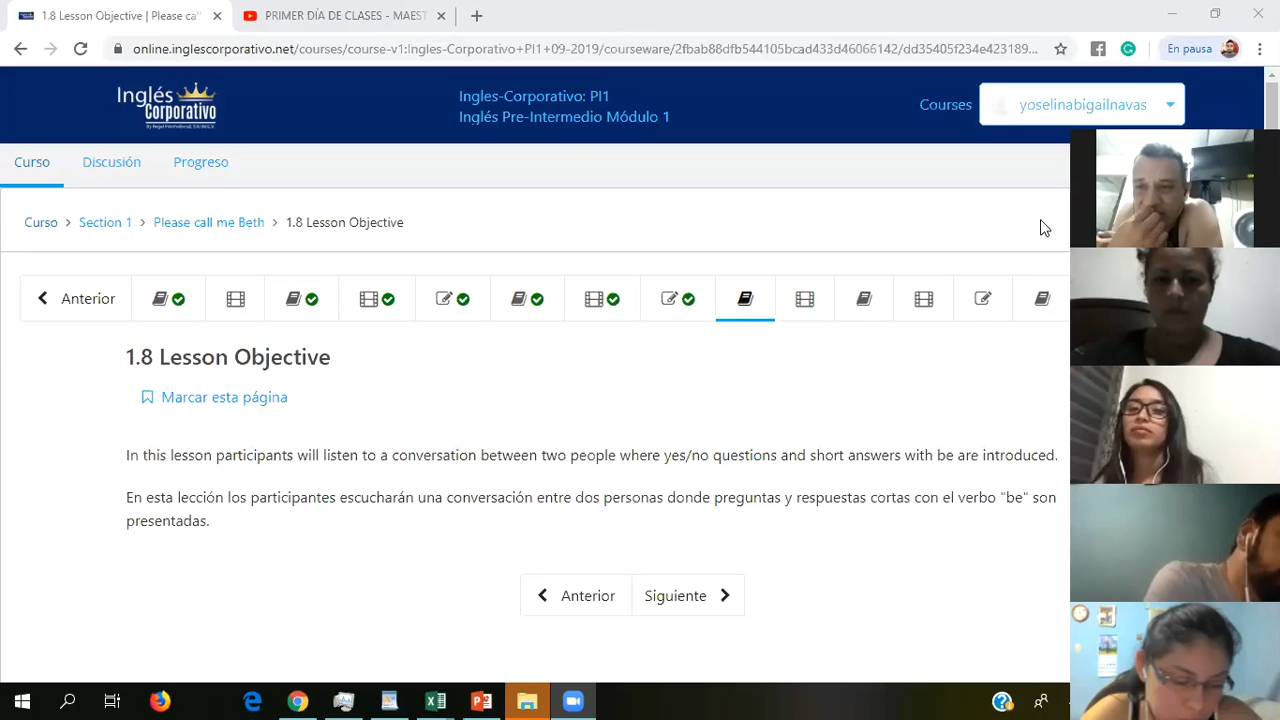 1.8 Lesson Objective | Please cal
PRIMER DÍA DE CLASES - MAEST
online.inglescorporativo.net/courses/course-v1:Ingles-Corporativo+PI1+09-2019/courseware/2fbab88dfb544105bcad433d46066142/dd35405f234e423189...
En pausa
Inglés
Corporativo
Ingles-Corporativo: PI1
Inglés Pre-Intermedio Módulo 1
Courses
yoselinabigailnavas
Curso
Discusión
Progreso
Curso > Section 1 > Please call me Beth > 1.8 Lesson Objective
Anterior
1.8 Lesson Objective
Marcar esta página
In this lesson participants will listen to a conversation between two people where yes/no questions and short answers with be are introduced.
En esta lección los participantes escucharán una conversación entre dos personas donde preguntas y respuestas cortas con el verbo "be" son
presentadas.
Anterior
Siguiente